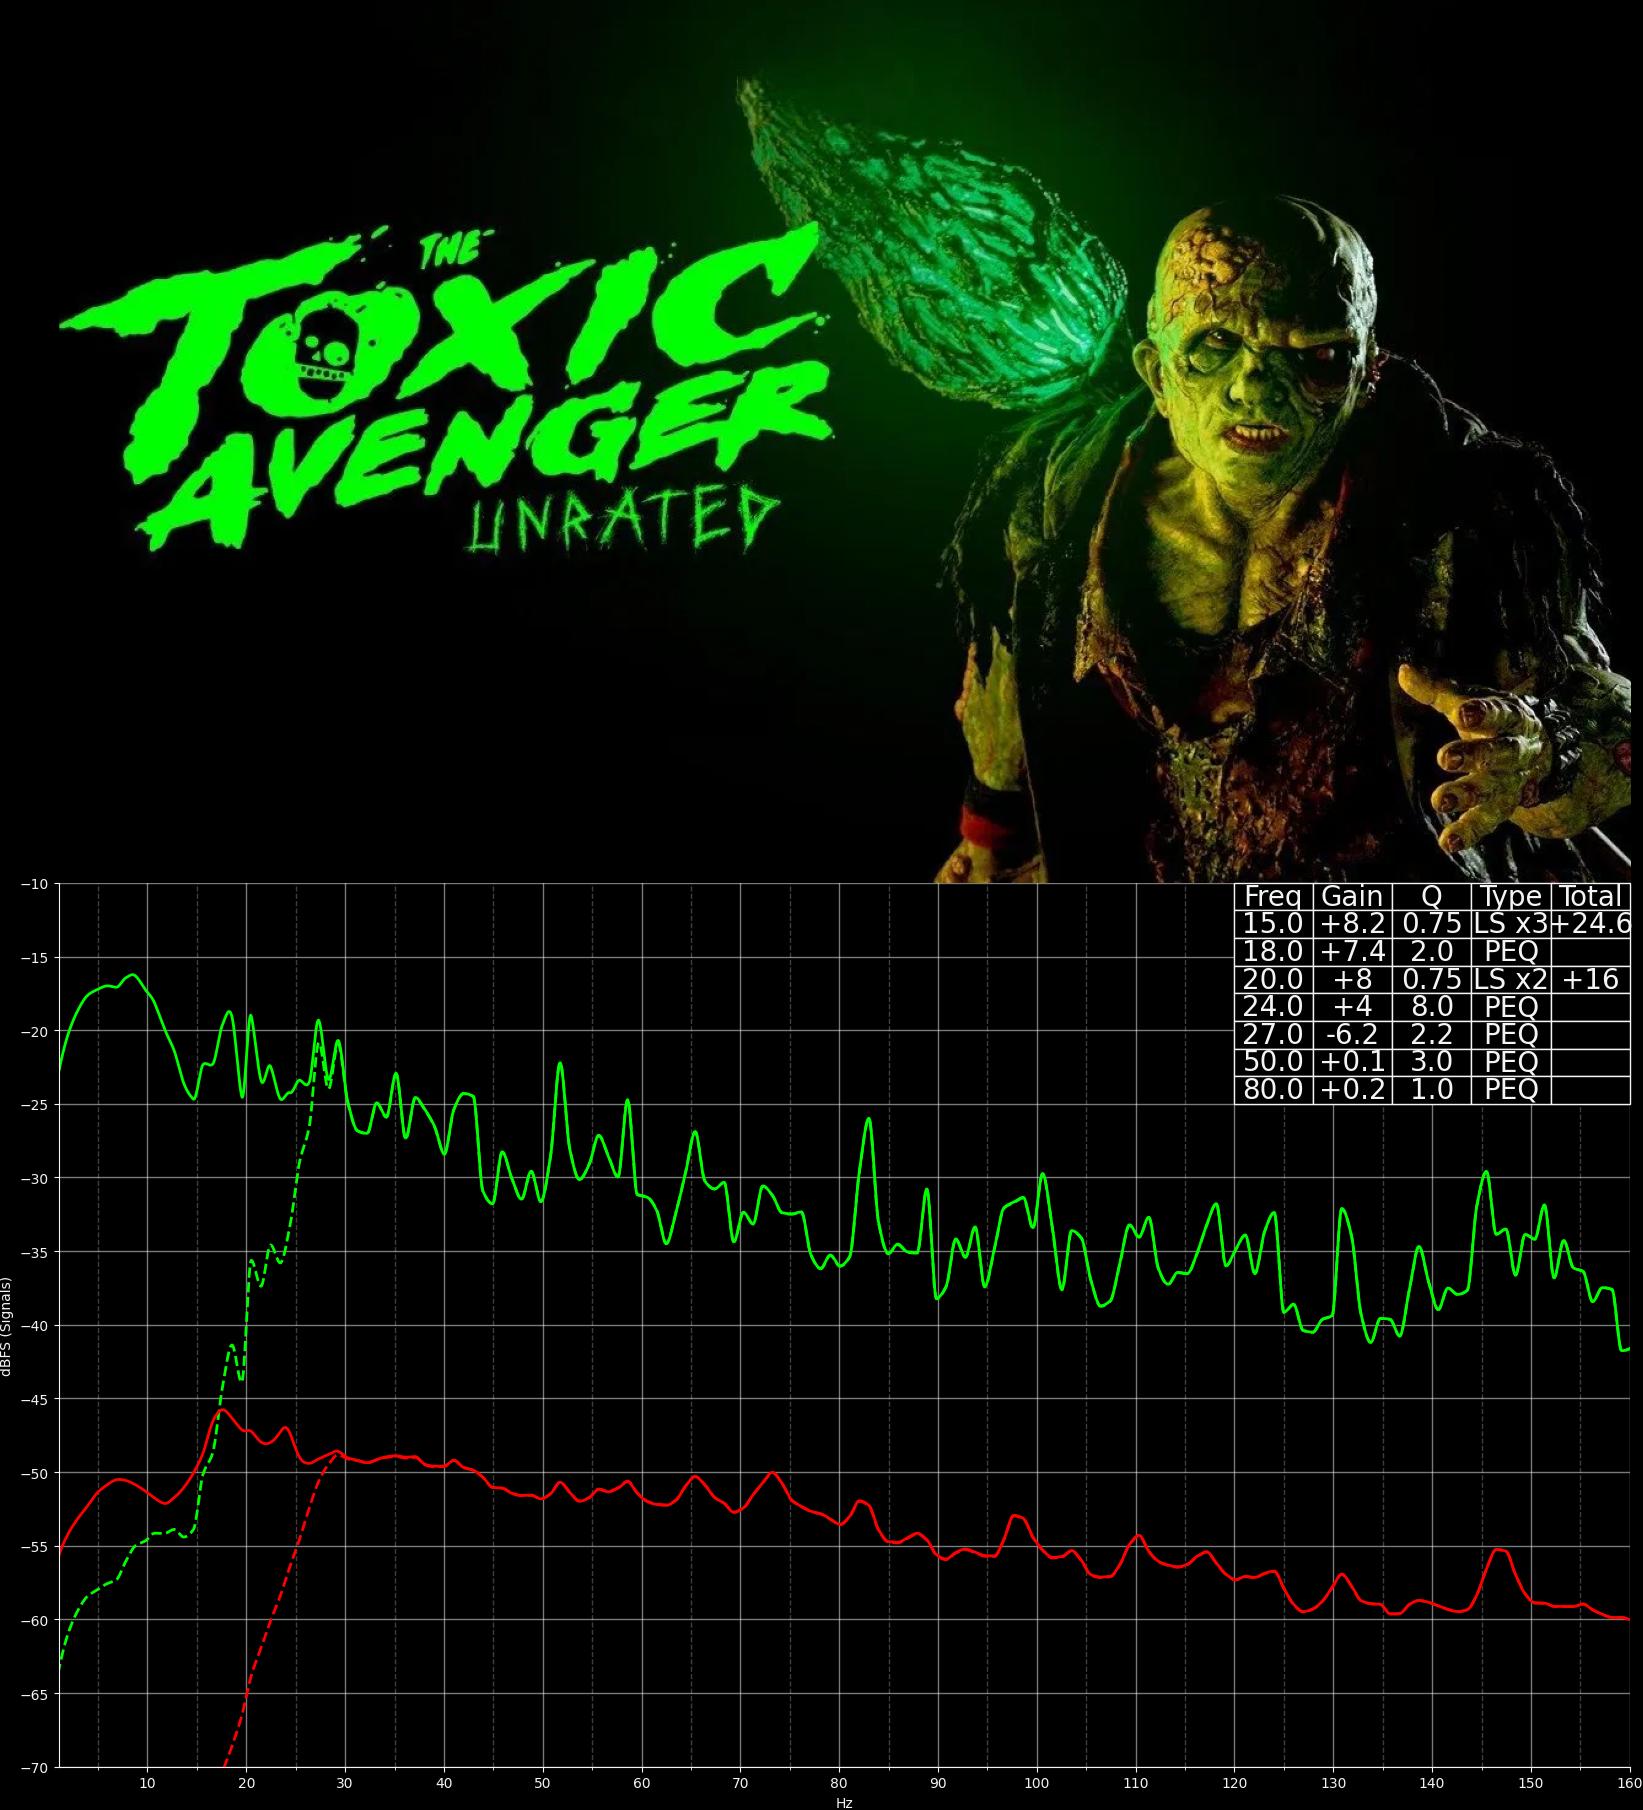 THE
TOXIC
AVENGER
UNRATED
Freq Gain Q Type Total
15.0 +8.2 0.75 LS x3 +24.6
18.0 +7.4 2.0 PEQ
20.0 +8 0.75 LS x2 +16
24.0 +4 8.0 PEQ
27.0 -6.2 2.2 PEQ
50.0 +0.1 3.0 PEQ
80.0 +0.2 1.0 PEQ
−10
−15
−20
−25
−30
−35
−40
−45
−50
−55
−60
−65
−70
dBFS (Signals)
10 20 30 40 50 60 70 80 90 100 110 120 130 140 150 160
Hz